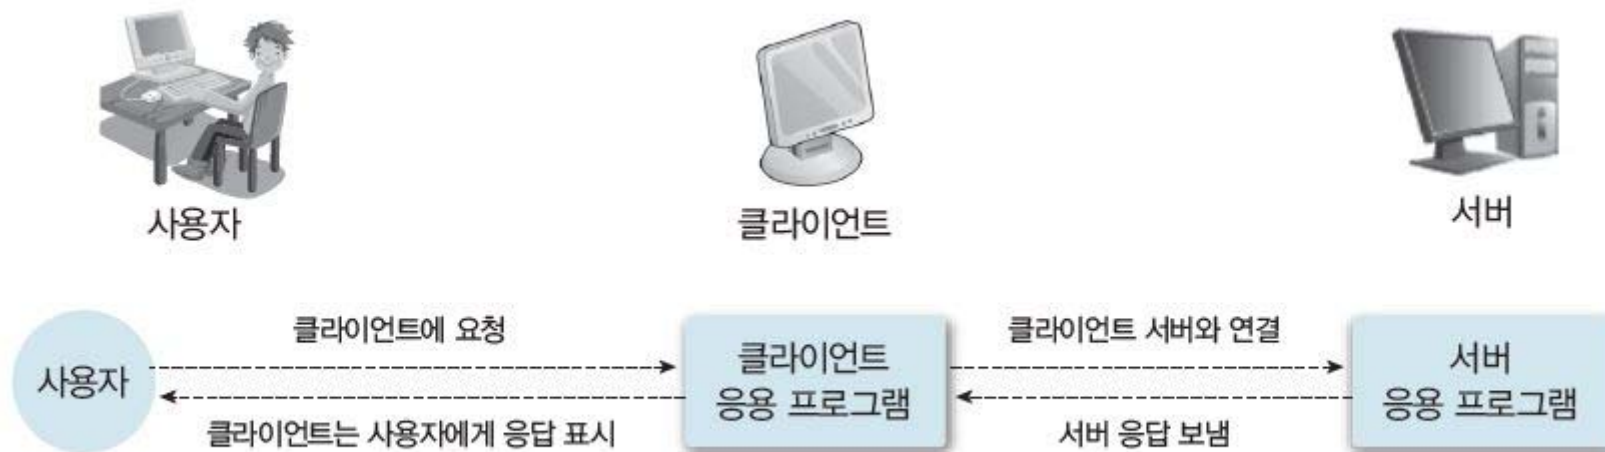 사용자
클라이언트
서버
클라이언트에 요청
클라이언트 서버와 연결
사용자
클라이언트
응용 프로그램
서버
응용 프로그램
클라이언트는 사용자에게 응답 표시
서버 응답 보냄